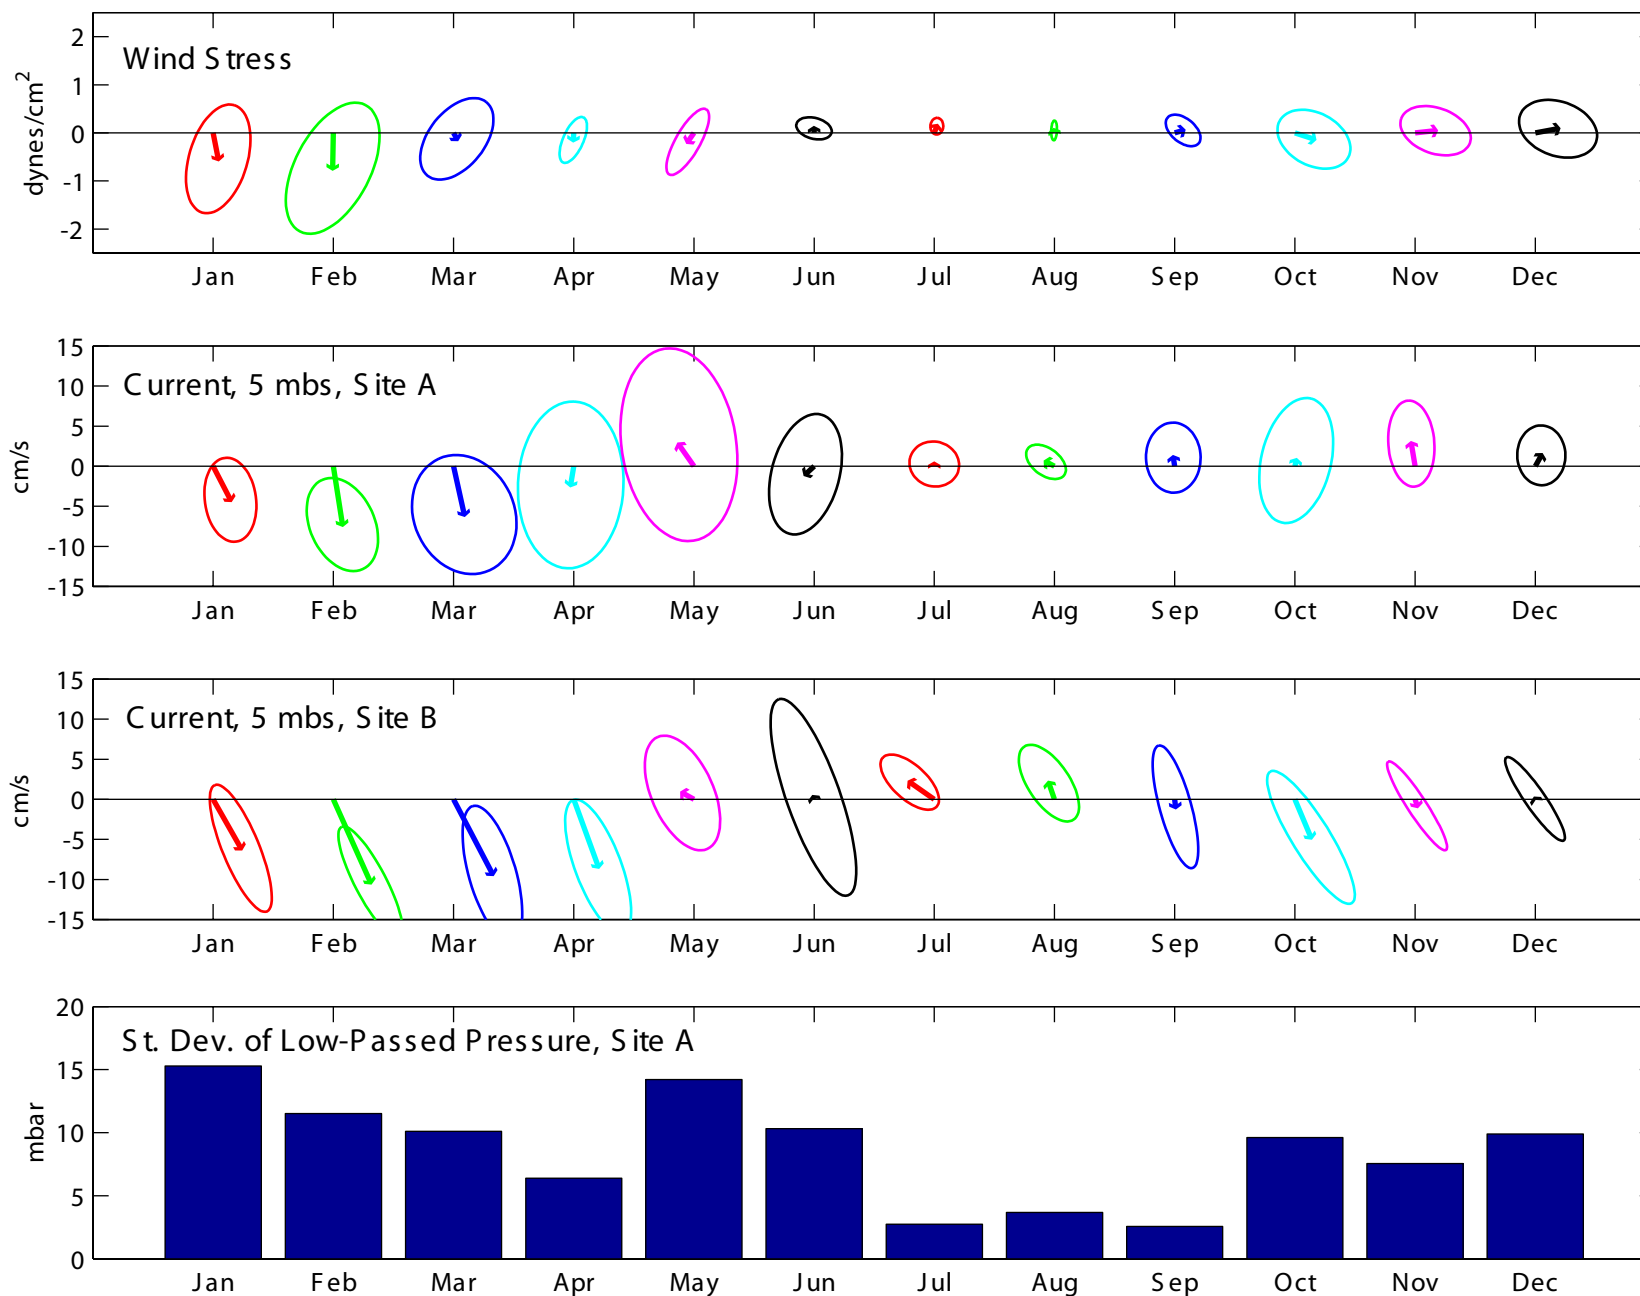 2
Wind Stress
1
0
-1
-2
dynes/cm2
Jan Feb Mar Apr May Jun Jul Aug Sep Oct Nov Dec
15
Current, 5 mbs, Site A
10
5
0
-5
-10
-15
cm/s
Jan Feb Mar Apr May Jun Jul Aug Sep Oct Nov Dec
15
Current, 5 mbs, Site B
10
5
0
-5
-10
-15
cm/s
Jan Feb Mar Apr May Jun Jul Aug Sep Oct Nov Dec
20
St. Dev. of Low-Passed Pressure, Site A
15
10
5
0
mbar
Jan Feb Mar Apr May Jun Jul Aug Sep Oct Nov Dec